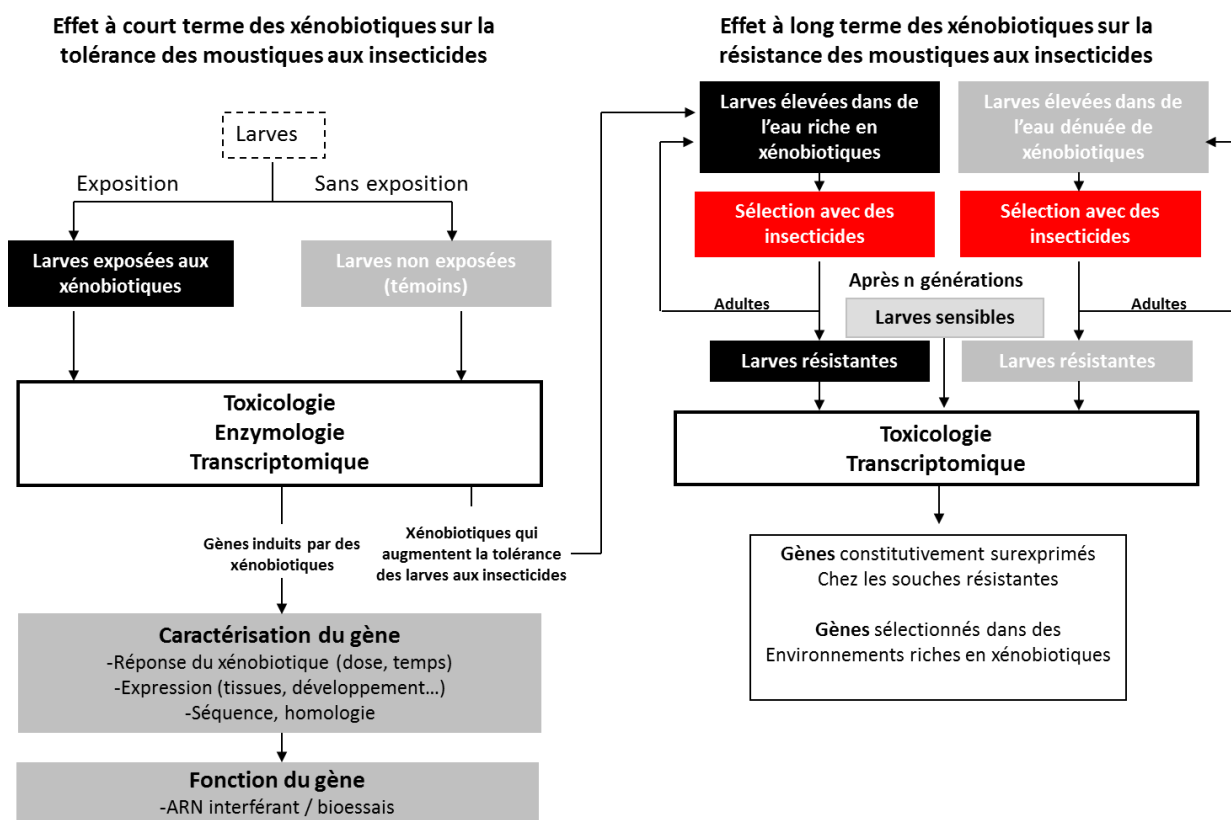 Effet à court terme des xénobiotiques sur la
tolérance des moustiques aux insecticides
Larves
Exposition
Sans exposition
Larves exposées aux
xénobiotiques
Larves non exposées
(témoins)
Toxicologie
Enzymologie
Transcriptomique
Gènes induits par des
xénobiotiques
Xénobiotiques qui
augmentent la tolérance
des larves aux insecticides
Caractérisation du gène
-Réponse du xénobiotique (dose, temps)
-Expression (tissues, développement…)
-Séquence, homologie
Fonction du gène
-ARN interférant / bioessais
Effet à long terme des xénobiotiques sur la
résistance des moustiques aux insecticides
Larves élevées dans de
l’eau riche en
xénobiotiques
Larves élevées dans de
l’eau dénuée de
xénobiotiques
Sélection avec des
insecticides
Sélection avec des
insecticides
Après n générations
Adultes
Adultes
Larves sensibles
Larves résistantes
Larves résistantes
Toxicologie
Transcriptomique
Gènes constitutivement surexprimés
Chez les souches résistantes
Gènes sélectionnés dans des
Environnements riches en xénobiotiques